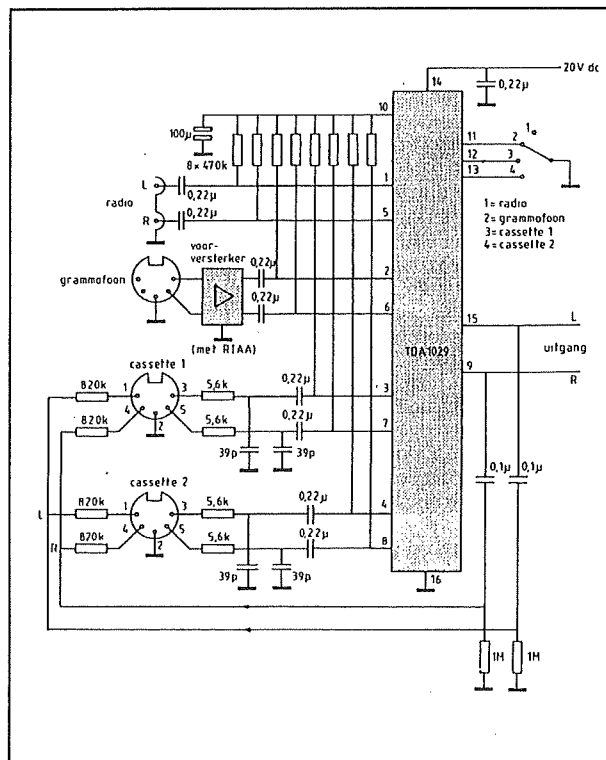 20V dc
14
0,22µ
10
100µ
8× 470k
11
12
13
1
2
3
4
L
0,22µ
1
radio
R
0,22µ
5
1= radio
2= grammofoon
3= cassette 1
4= cassette 2
voor-
versterker
0,22µ
2
grammofoon
0,22µ
6
(met RIAA)
TDA1029
15
L
uitgang
9
R
cassette 1
820k
1
3
5,6k
0,22µ
3
820k
4
5
5,6k
0,22µ
7
2
39p
39p
0,1µ
0,1µ
cassette 2
L
820k
1
3
5,6k
0,22µ
4
R
820k
4
5
5,6k
0,22µ
8
2
39p
39p
16
1M
1M